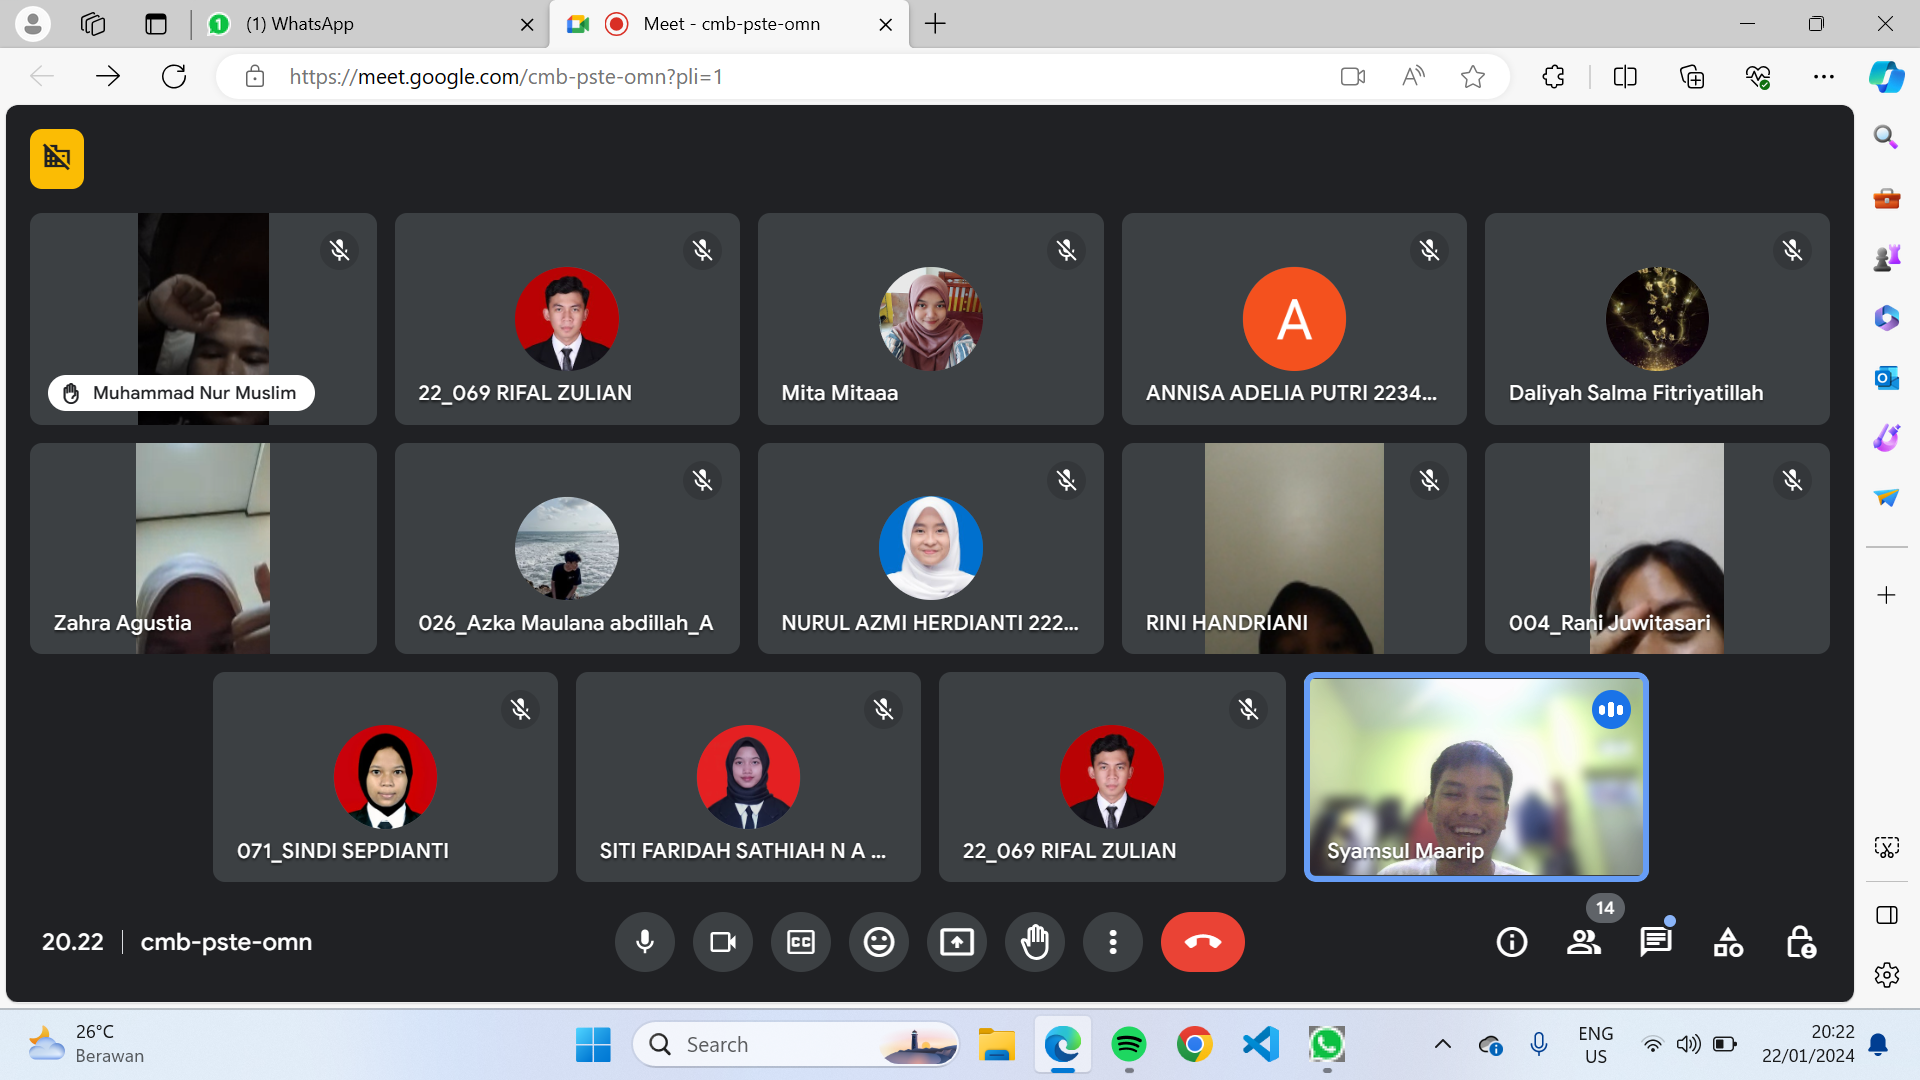 (1) WhatsApp
Meet - cmb-pste-omn
https://meet.google.com/cmb-pste-omn?pli=1
Muhammad Nur Muslim
22_069 RIFAL ZULIAN
Mita Mitaaa
A
ANNISA ADELIA PUTRI 2234...
Daliyah Salma Fitriyatillah
Zahra Agustia
026_Azka Maulana abdillah_A
NURUL AZMI HERDIANTI 222...
RINI HANDRIANI
004_Rani Juwitasari
071_SINDI SEPDIANTI
SITI FARIDAH SATHIAH N A ...
22_069 RIFAL ZULIAN
Syamsul Maarip
20.22
cmb-pste-omn
CC
14
26°C
Berawan
Search
ENG
US
20:22
22/01/2024